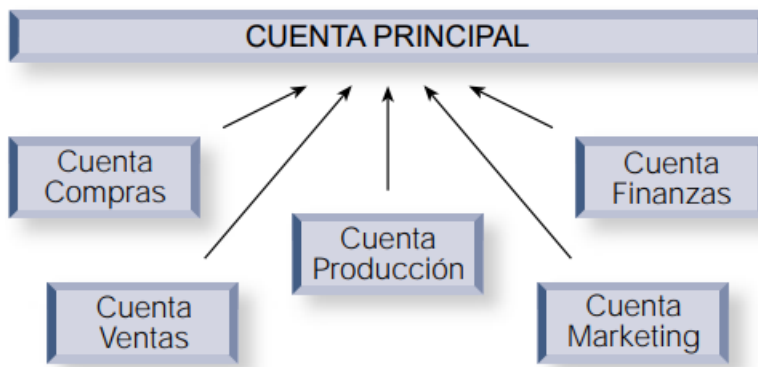 CUENTA PRINCIPAL
Cuenta
Compras
Cuenta
Finanzas
Cuenta
Producción
Cuenta
Ventas
Cuenta
Marketing